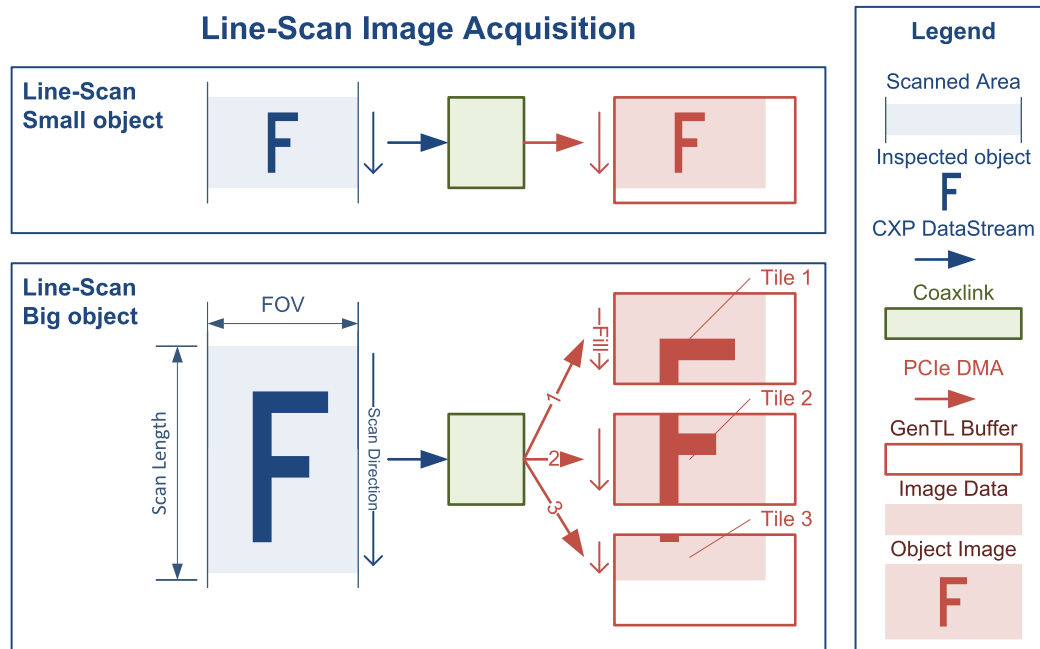 Line-Scan Image Acquisition
Line-Scan
Small object
F
F
Line-Scan
Big object
FOV
Scan Length
F
Scan Direction
1
2
3
Fill
Tile 1
Tile 2
Tile 3
Legend
Scanned Area
Inspected object
F
CXP DataStream
Coaxlink
PCIe DMA
GenTL Buffer
Image Data
Object Image
F